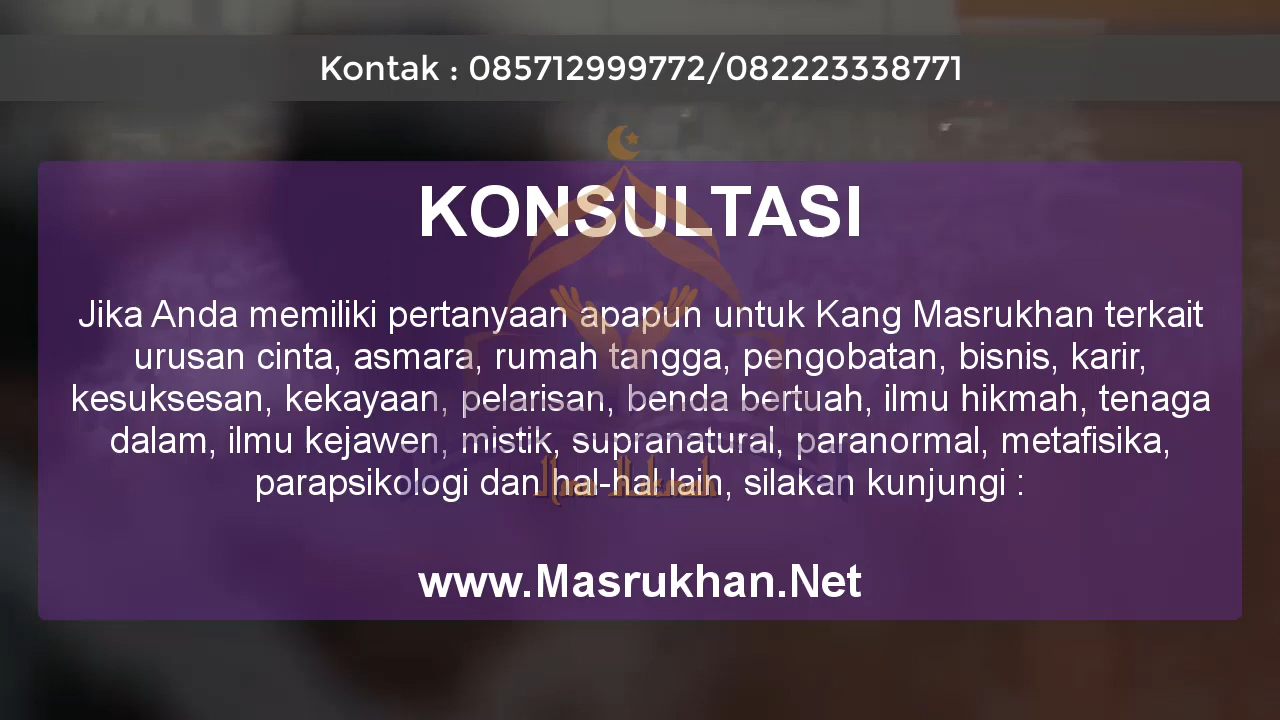 Kontak : 085712999772/082223338771
KONSULTASI
Jika Anda memiliki pertanyaan apapun untuk Kang Masrukhan terkait
urusan cinta, asmara, rumah tangga, pengobatan, bisnis, karir,
kesuksesan, kekayaan, pelarisan, benda bertuah, ilmu hikmah, tenaga
dalam, ilmu kejawen, mistik, supranatural, paranormal, metafisika,
parapsikologi dan hal-hal lain, silakan kunjungi :
Ilmu Hikmah
www.Masrukhan.Net